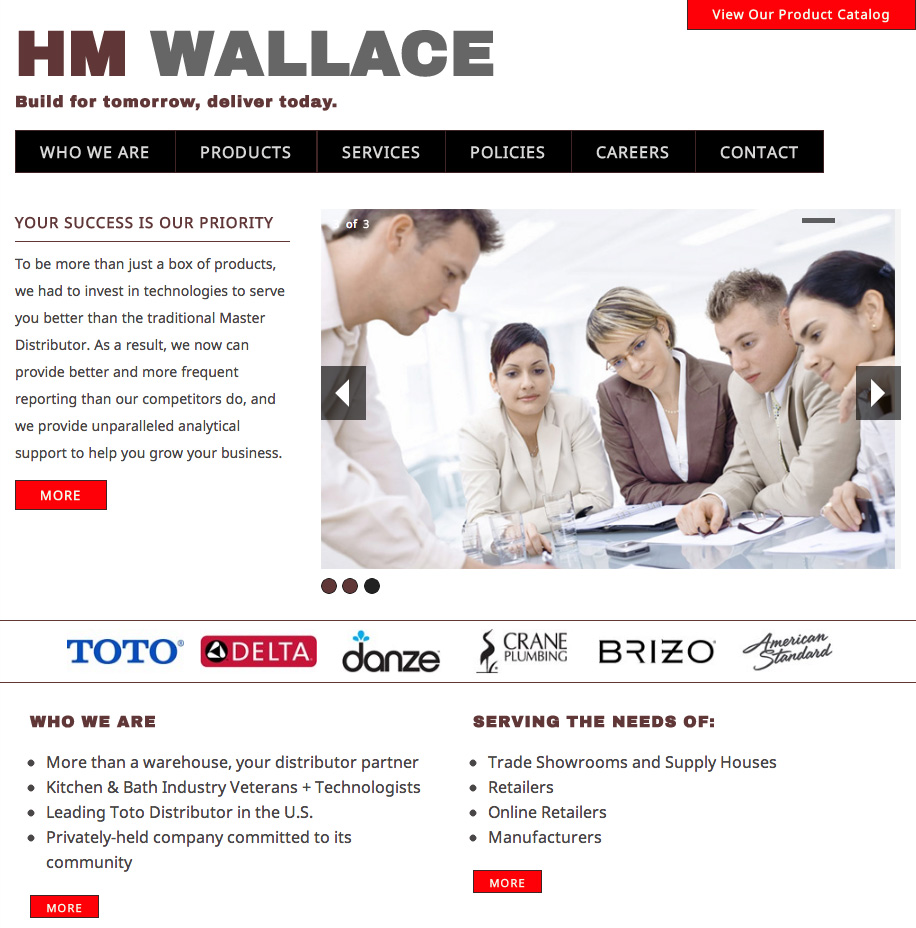 View Our Product Catalog
HM WALLACE
Build for tomorrow, deliver today.
WHO WE ARE PRODUCTS SERVICES POLICIES CAREERS CONTACT
YOUR SUCCESS IS OUR PRIORITY
To be more than just a box of products,
we had to invest in technologies to serve
you better than the traditional Master
Distributor. As a result, we now can
provide better and more frequent
reporting than our competitors do, and
we provide unparalleled analytical
support to help you grow your business.
MORE
of 3
TOTO®
DELTA
danze
CRANE
PLUMBING
BRIZO
American
Standard
WHO WE ARE
More than a warehouse, your distributor partner
Kitchen & Bath Industry Veterans + Technologists
Leading Toto Distributor in the U.S.
Privately-held company committed to its
community
MORE
SERVING THE NEEDS OF:
Trade Showrooms and Supply Houses
Retailers
Online Retailers
Manufacturers
MORE